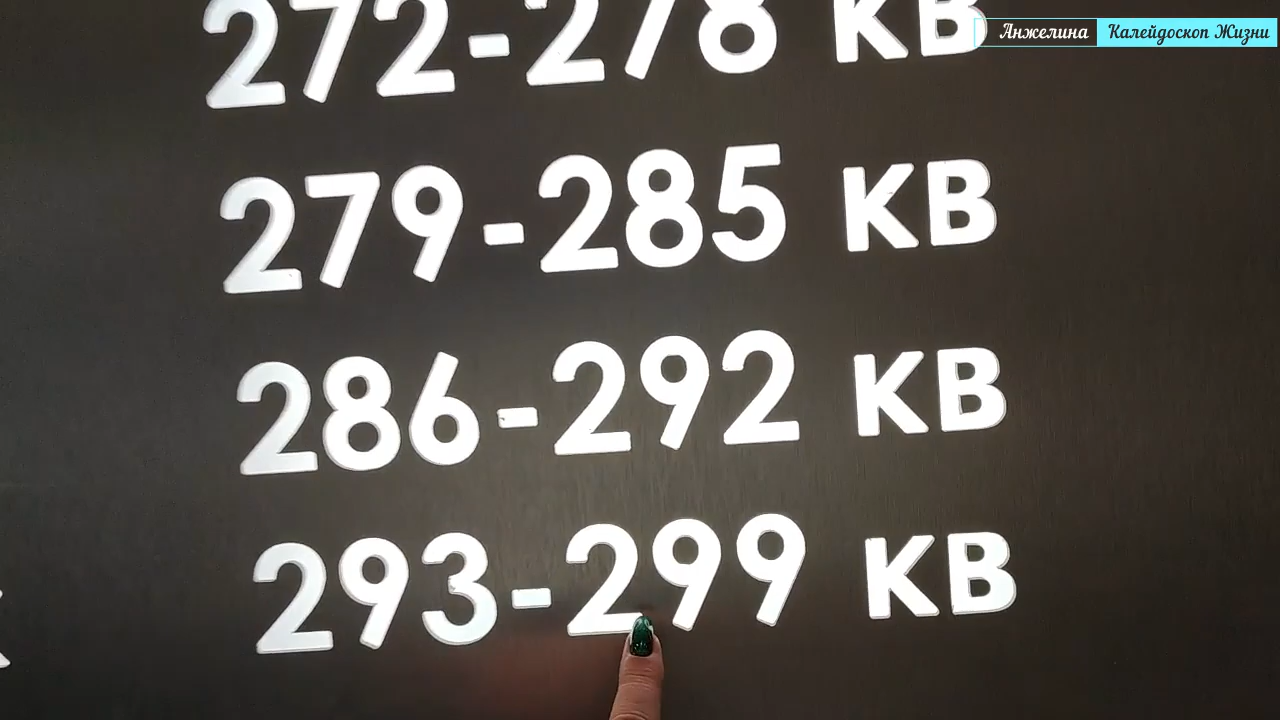 272-278 КВ
Анжелина Калейдоскоп Жизни
279-285 КВ
286-292 КВ
293-299 КВ